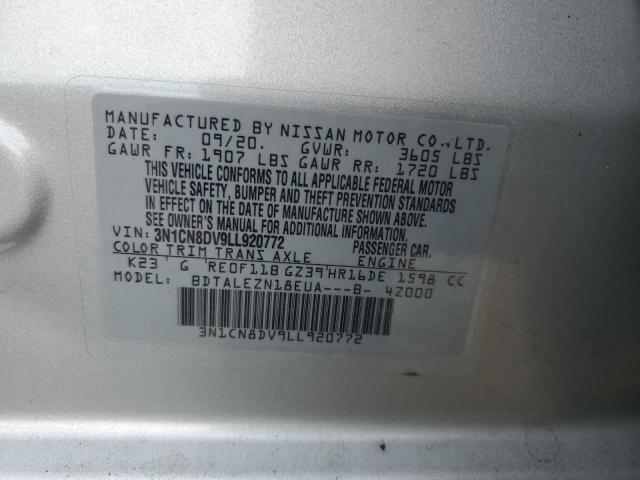 MANUFACTURED BY NISSAN MOTOR CO.,LTD.
DATE: 09/20. GVWR: 3605 LBS
GAWR FR: 1907 LBS GAWR RR: 1720 LBS
THIS VEHICLE CONFORMS TO ALL APPLICABLE FEDERAL MOTOR
VEHICLE SAFETY, BUMPER AND THEFT PREVENTION STANDARDS
IN EFFECT ON THE DATE OF MANUFACTURE SHOWN ABOVE.
SEE OWNER'S MANUAL FOR ADDITIONAL INFORMATION.
VIN: 3N1CN8DV9LL920772 PASSENGER CAR.
COLOR TRIM TRANS AXLE ENGINE
K23 ' G 'RE0F11B GZ39'HR16DE 1598 CC
MODEL: BDTALEZN18EUA---B- 4Z000
3N1CN8DV9LL920772